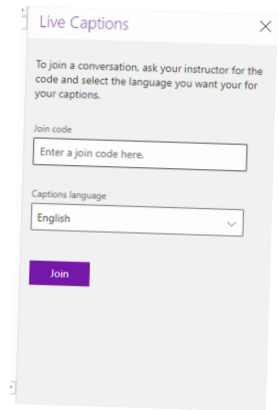 Live Captions
To join a conversation, ask your instructor for the
code and select the language you want your for
your captions.
Join code
Enter a join code here.
Captions language
English
Join